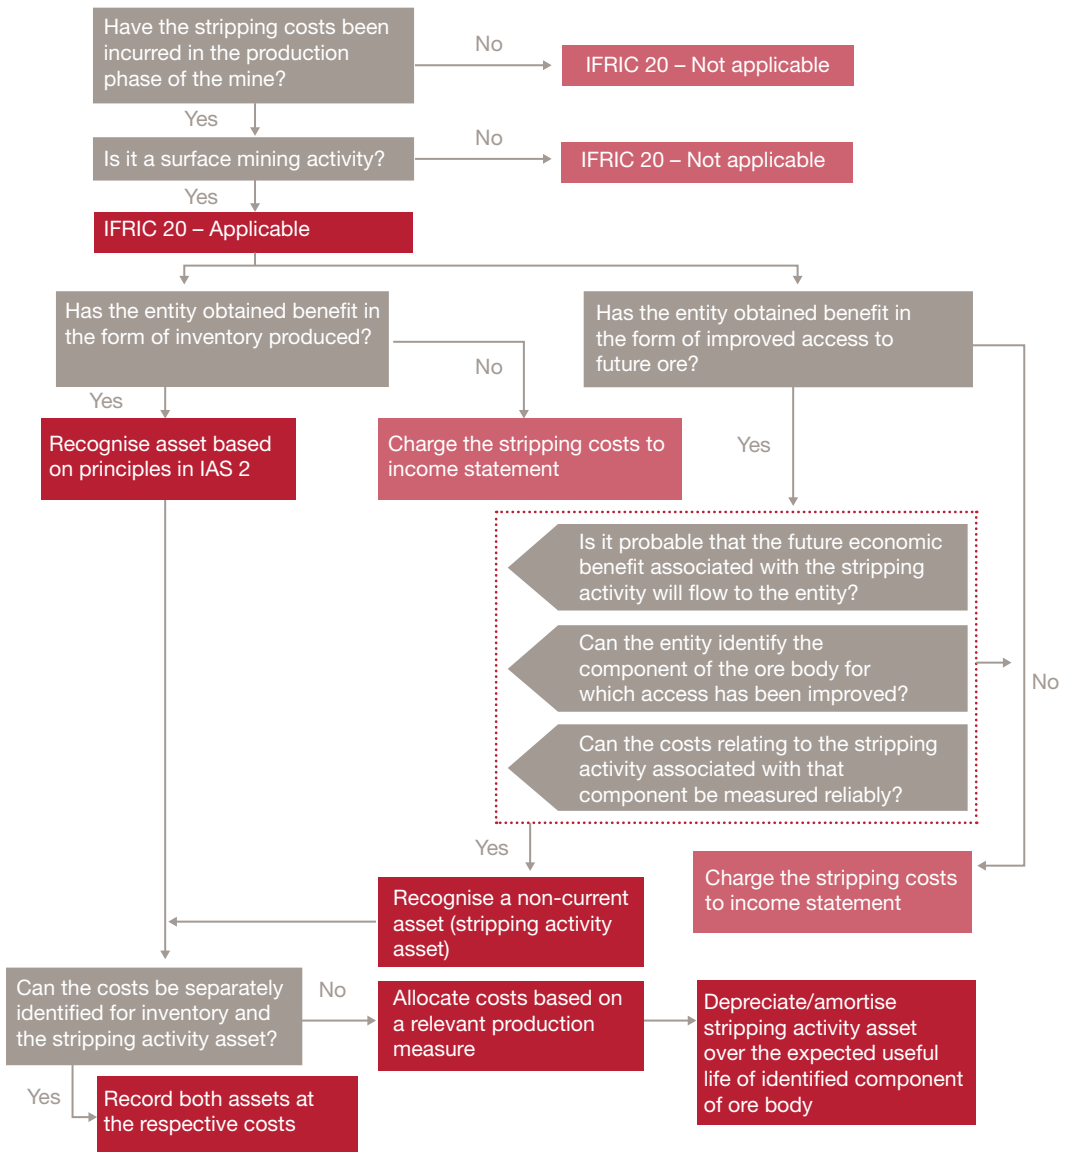 Have the stripping costs been
incurred in the production
phase of the mine?
No
IFRIC 20 – Not applicable
Yes
Is it a surface mining activity?
No
IFRIC 20 – Not applicable
Yes
IFRIC 20 – Applicable
Has the entity obtained benefit in
the form of inventory produced?
Has the entity obtained benefit in
the form of improved access to
future ore?
No
Yes
Recognise asset based
on principles in IAS 2
Charge the stripping costs to
income statement
Yes
Is it probable that the future economic
benefit associated with the stripping
activity will flow to the entity?
Can the entity identify the
component of the ore body for
which access has been improved?
No
Can the costs relating to the stripping
activity associated with that
component be measured reliably?
Yes
Charge the stripping costs
to income statement
Recognise a non-current
asset (stripping activity
asset)
Can the costs be separately
identified for inventory and
the stripping activity asset?
No
Allocate costs based on
a relevant production
measure
Depreciate/amortise
stripping activity asset
over the expected useful
life of identified component
of ore body
Yes
Record both assets at
the respective costs